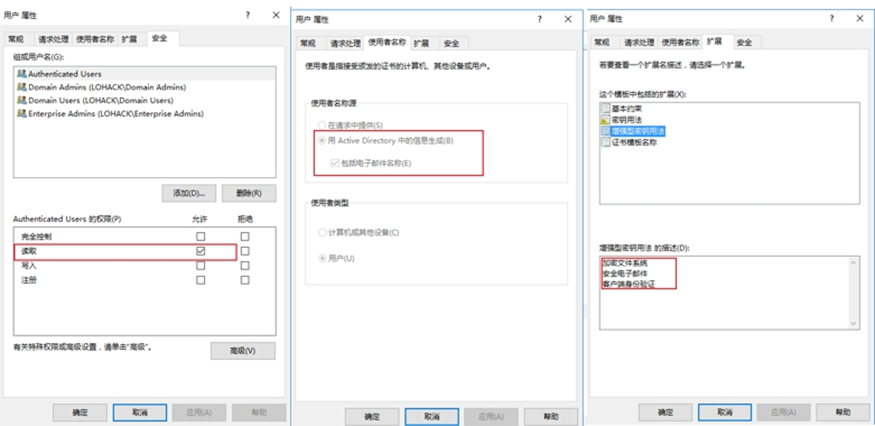 用户 属性
常规 请求处理 使用者名称 扩展 安全
组或用户名(G):
Authenticated Users
Domain Admins (LOHACK\Domain Admins)
Domain Users (LOHACK\Domain Users)
Enterprise Admins (LOHACK\Enterprise Admins)
添加(D)... 删除(R)
Authenticated Users 的权限(P) 允许 拒绝
完全控制
读取
写入
注册
有关特殊权限或高级设置，请单击"高级"。
高级(V)
确定 取消 应用(A) 帮助
用户 属性
常规 请求处理 使用者名称 扩展 安全
使用者是指接受颁发的证书的计算机、其他设备或用户。
使用者名称源
在请求中提供(S)
用 Active Directory 中的信息生成(B)
包括电子邮件名称(E)
使用者类型
计算机或其他设备(C)
用户(U)
确定 取消 应用(A) 帮助
用户 属性
常规 请求处理 使用者名称 扩展 安全
若要查看一个扩展名描述，请选择一个扩展。
这个模板中包括的扩展(X):
基本约束
密钥用法
增强型密钥用法
证书模板名称
增强型密钥用法 的描述(D):
加密文件系统
安全电子邮件
客户端身份验证
确定 取消 应用(A) 帮助